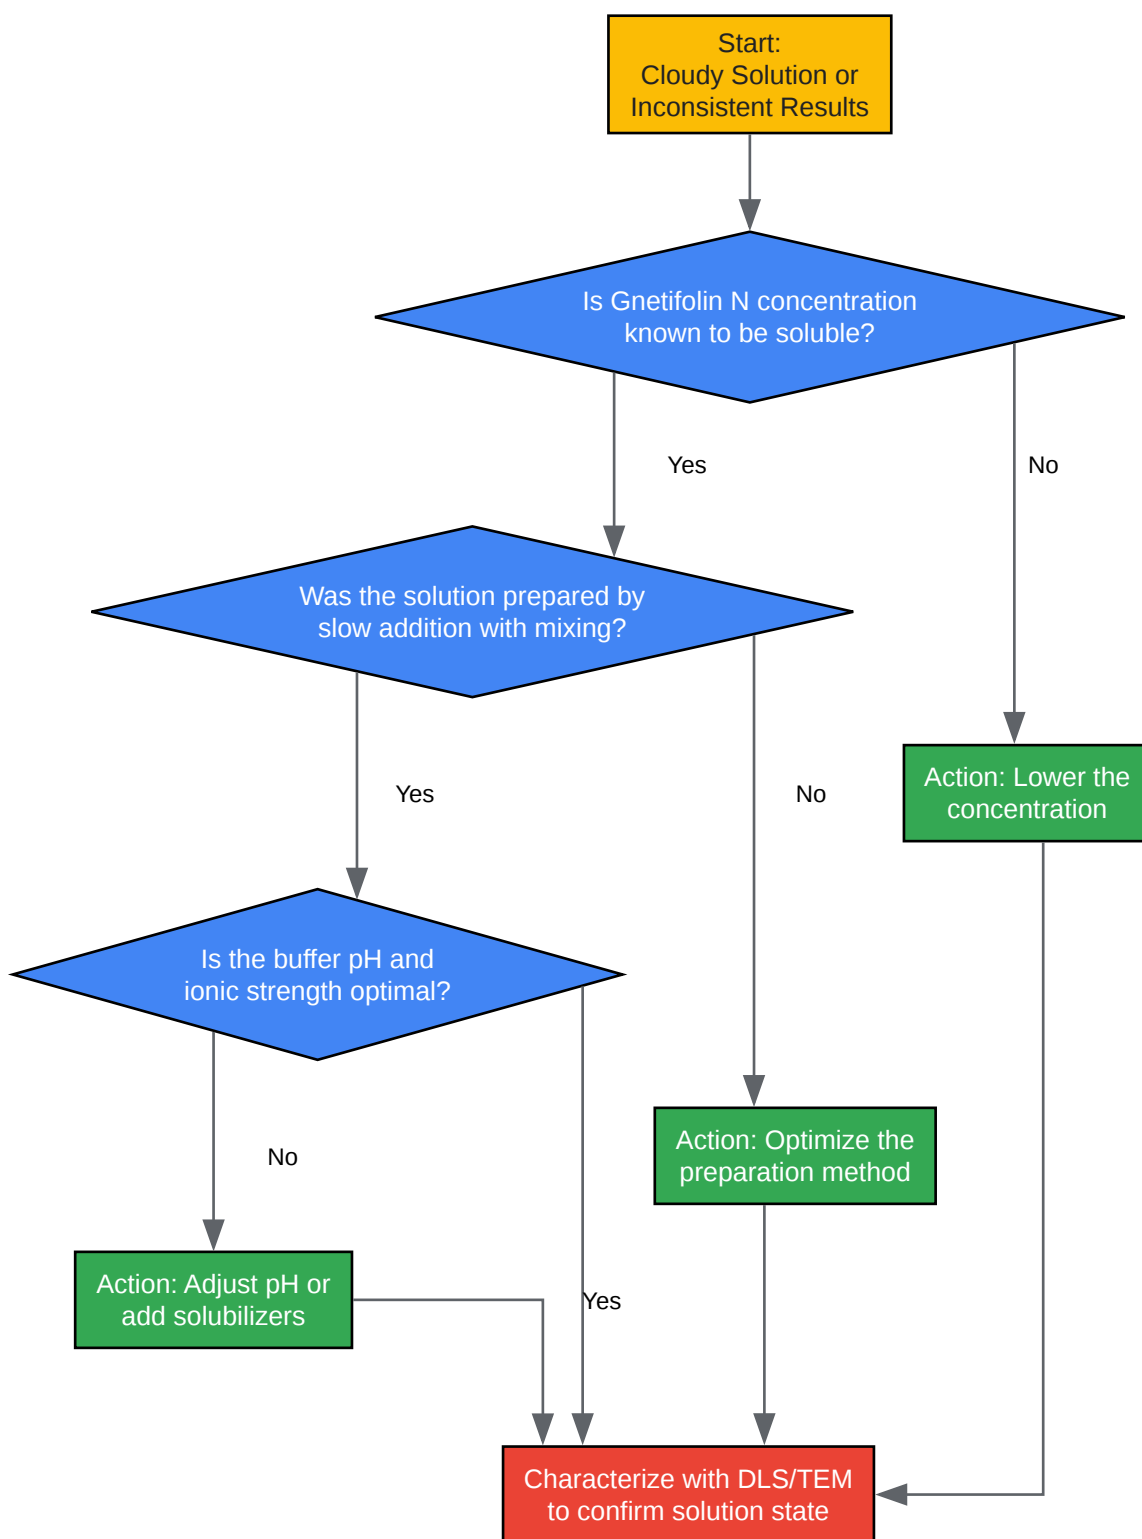 Start:
Cloudy Solution or
Inconsistent Results
Is Gnetifolin N concentration
known to be soluble?
Yes
No
Was the solution prepared by
slow addition with mixing?
Yes
No
Action: Lower the
concentration
Is the buffer pH and
ionic strength optimal?
No
Yes
Action: Optimize the
preparation method
Action: Adjust pH or
add solubilizers
Characterize with DLS/TEM
to confirm solution state